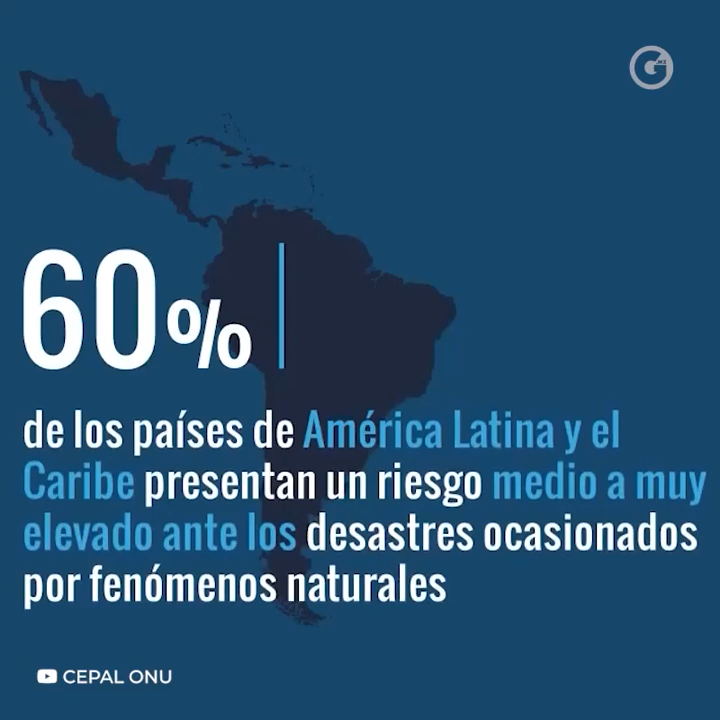 60%
de los países de América Latina y el
Caribe presentan un riesgo medio a muy
elevado ante los desastres ocasionados
por fenómenos naturales
CEPAL ONU